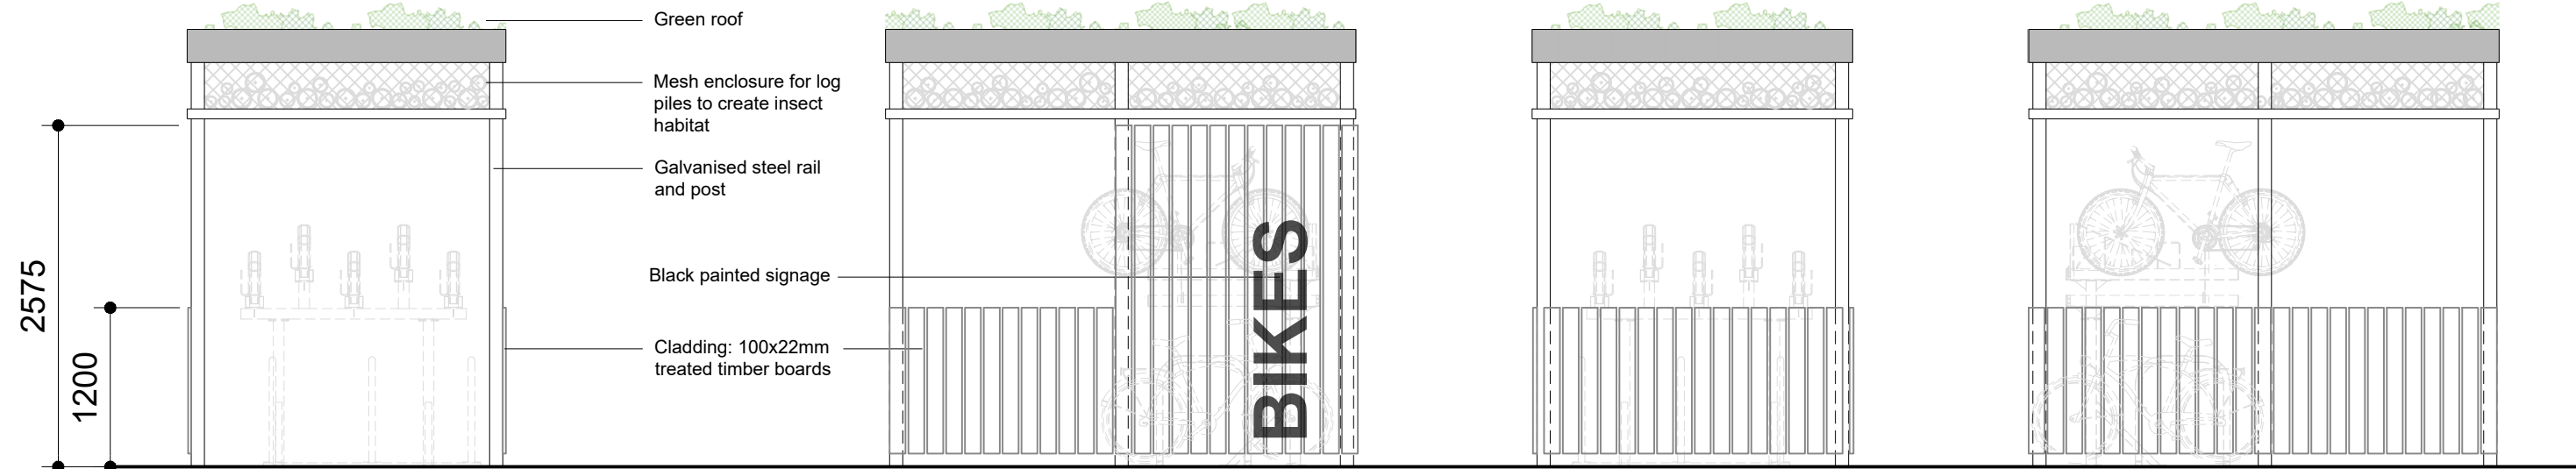 Green roof
Mesh enclosure for log
piles to create insect
habitat
Galvanised steel rail
and post
Black painted signage
Cladding: 100x22mm
treated timber boards
2575
1200
BIKES